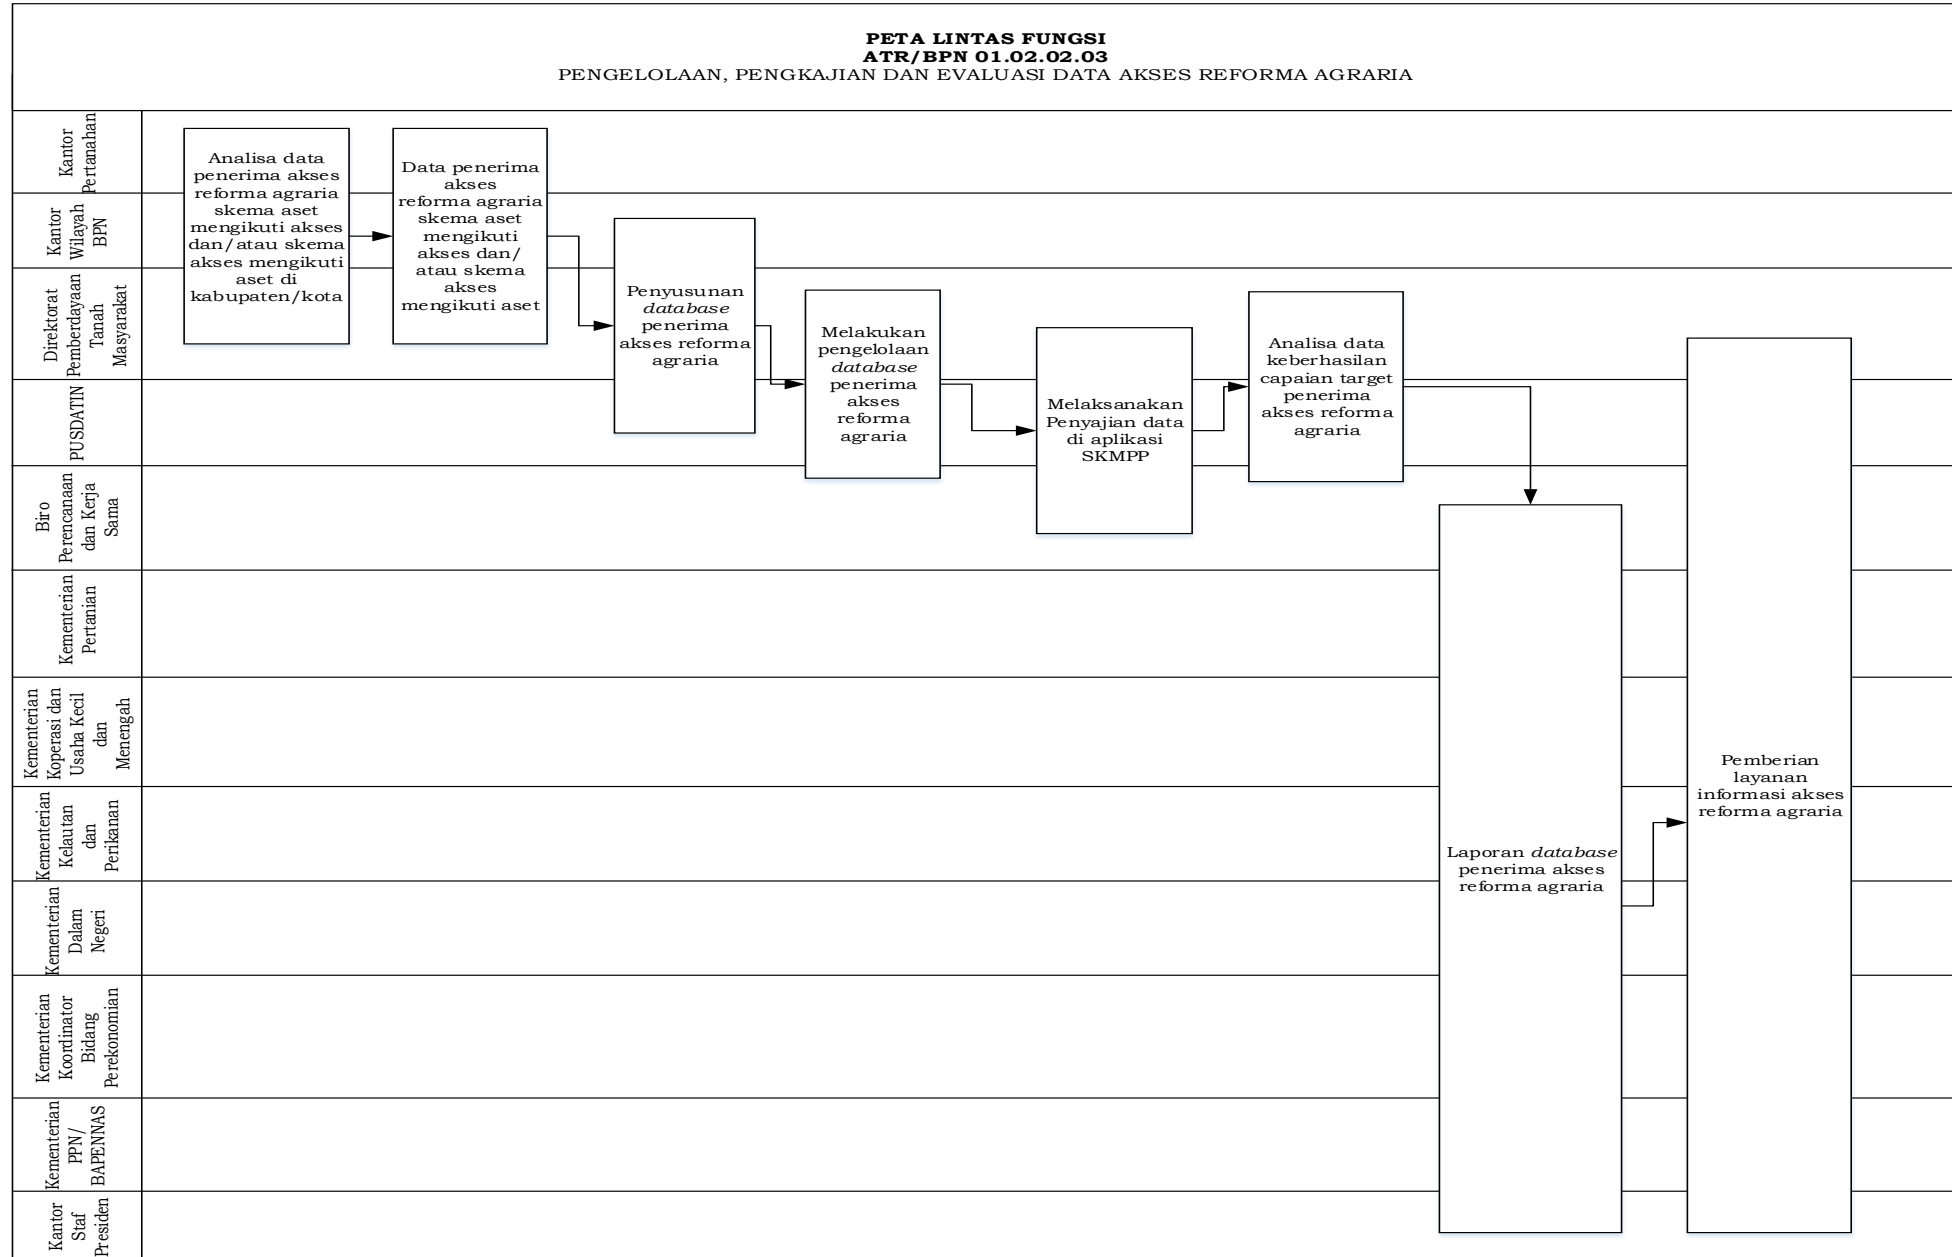 PETA LINTAS FUNGSI
ATR/BPN 01.02.02.03
PENGELOLAAN, PENGKAJIAN DAN EVALUASI DATA AKSES REFORMA AGRARIA
Kantor
Pertanahan
Kantor
Wilayah
BPN
Direktorat
Pemberdayaan
Tanah
Masyarakat
PUSDATIN
Biro
Perencanaan
dan Kerja
Sama
Kementerian
Pertanian
Kementerian
Koperasi dan
Usaha Kecil
dan
Menengah
Kementerian
Kelautan
dan
Perikanan
Kementerian
Dalam
Negeri
Kementerian
Koordinator
Bidang
Perekonomian
Kementerian
PPN/
BAPENNAS
Kantor
Staf
Presiden
Analisa data
penerima akses
reforma agraria
skema aset
mengikuti akses
dan/atau skema
akses mengikuti
aset di
kabupaten/kota
Data penerima
akses
reforma agraria
skema aset
mengikuti
akses dan/
atau skema
akses
mengikuti aset
Penyusunan
database
penerima
akses reforma
agraria
Melakukan
pengelolaan
database
penerima
akses
reforma
agraria
Melaksanakan
Penyajian data
di aplikasi
SKMPP
Analisa data
keberhasilan
capaian target
penerima
akses reforma
agraria
Laporan database
penerima akses
reforma agraria
Pemberian
layanan
informasi akses
reforma agraria